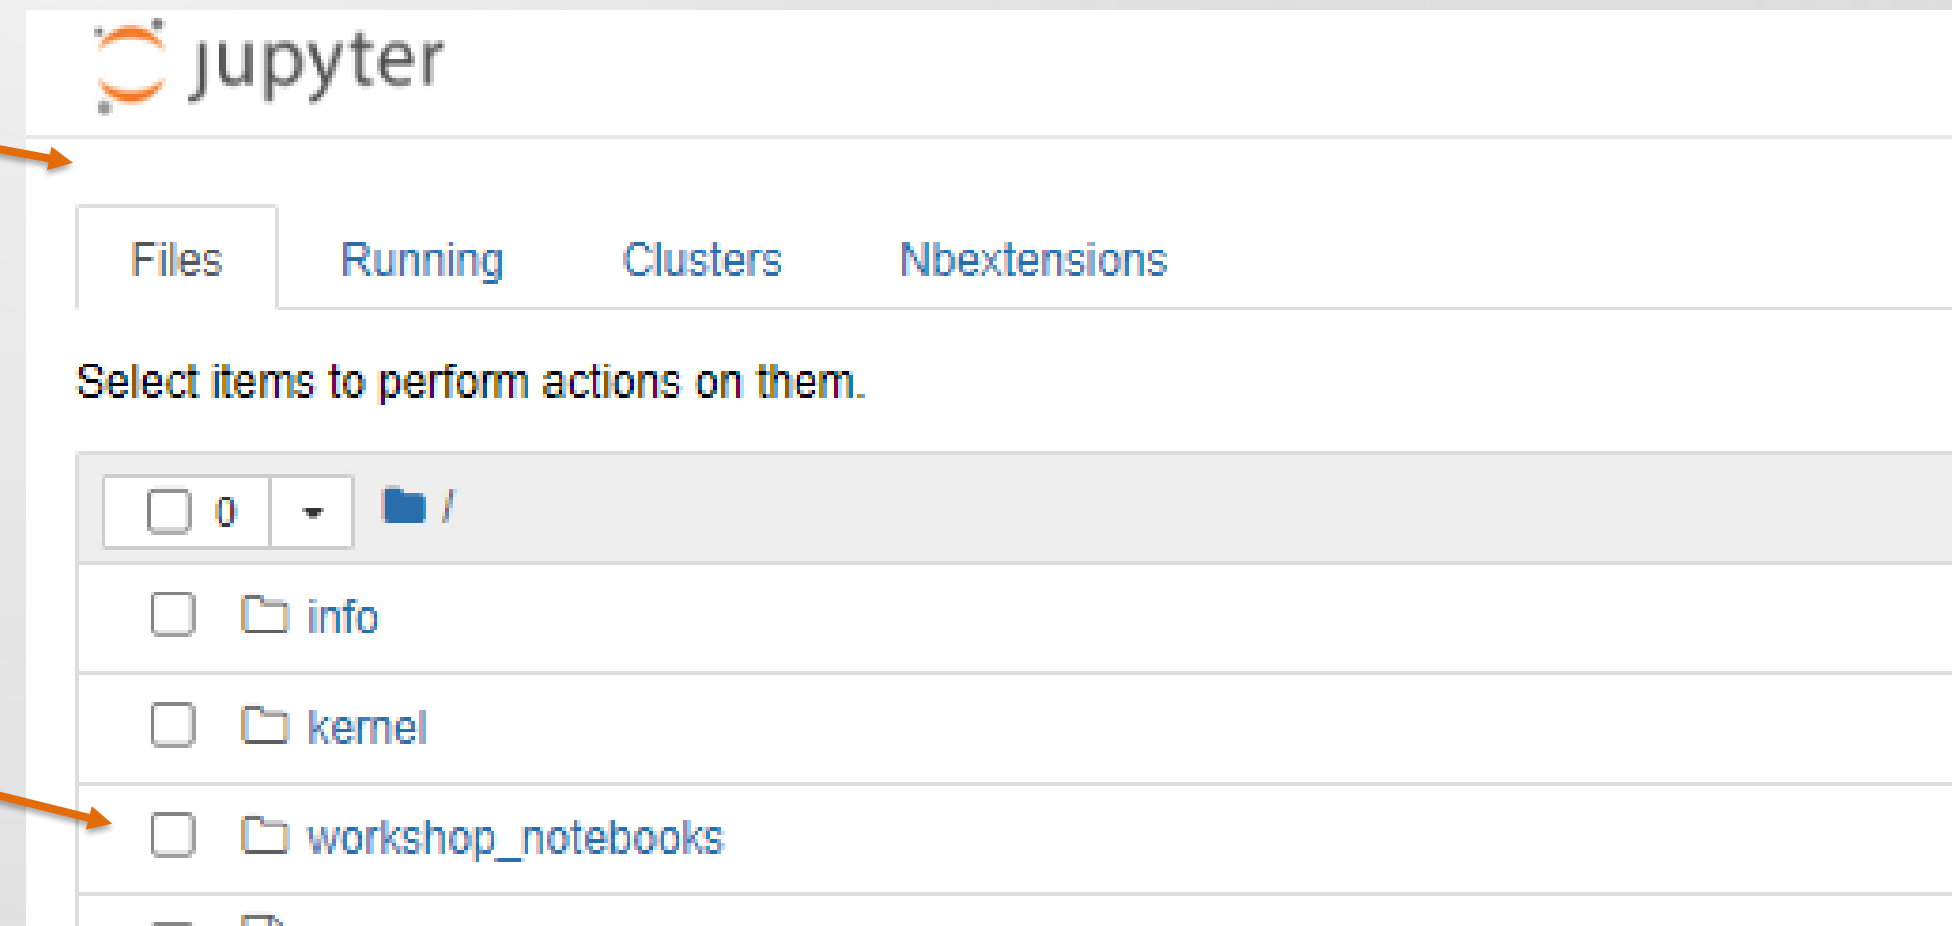 jupyter
Files Running Clusters Nbextensions
Select items to perform actions on them.
0 /
info
kernel
workshop_notebooks